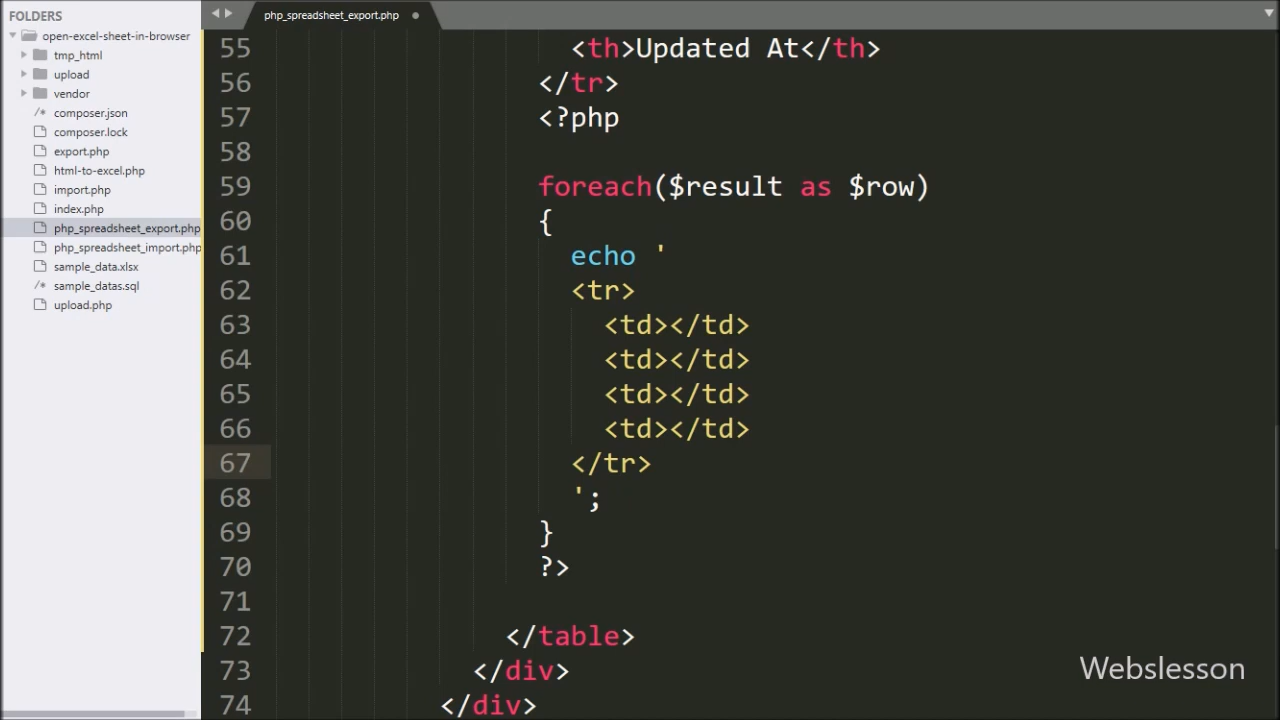 FOLDERS
open-excel-sheet-in-browser
tmp_html
upload
vendor
/* composer.json
composer.lock
export.php
html-to-excel.php
import.php
index.php
php_spreadsheet_export.php
php_spreadsheet_import.php
sample_data.xlsx
/* sample_datas.sql
upload.php
php_spreadsheet_export.php
55 <th>Updated At</th>
56 </tr>
57 <?php
58
59 foreach($result as $row)
60 {
61 echo '
62 <tr>
63 <td></td>
64 <td></td>
65 <td></td>
66 <td></td>
67 </tr>
68 ';
69 }
70 ?>
71
72 </table>
73 </div>
74 </div>
Webslesson